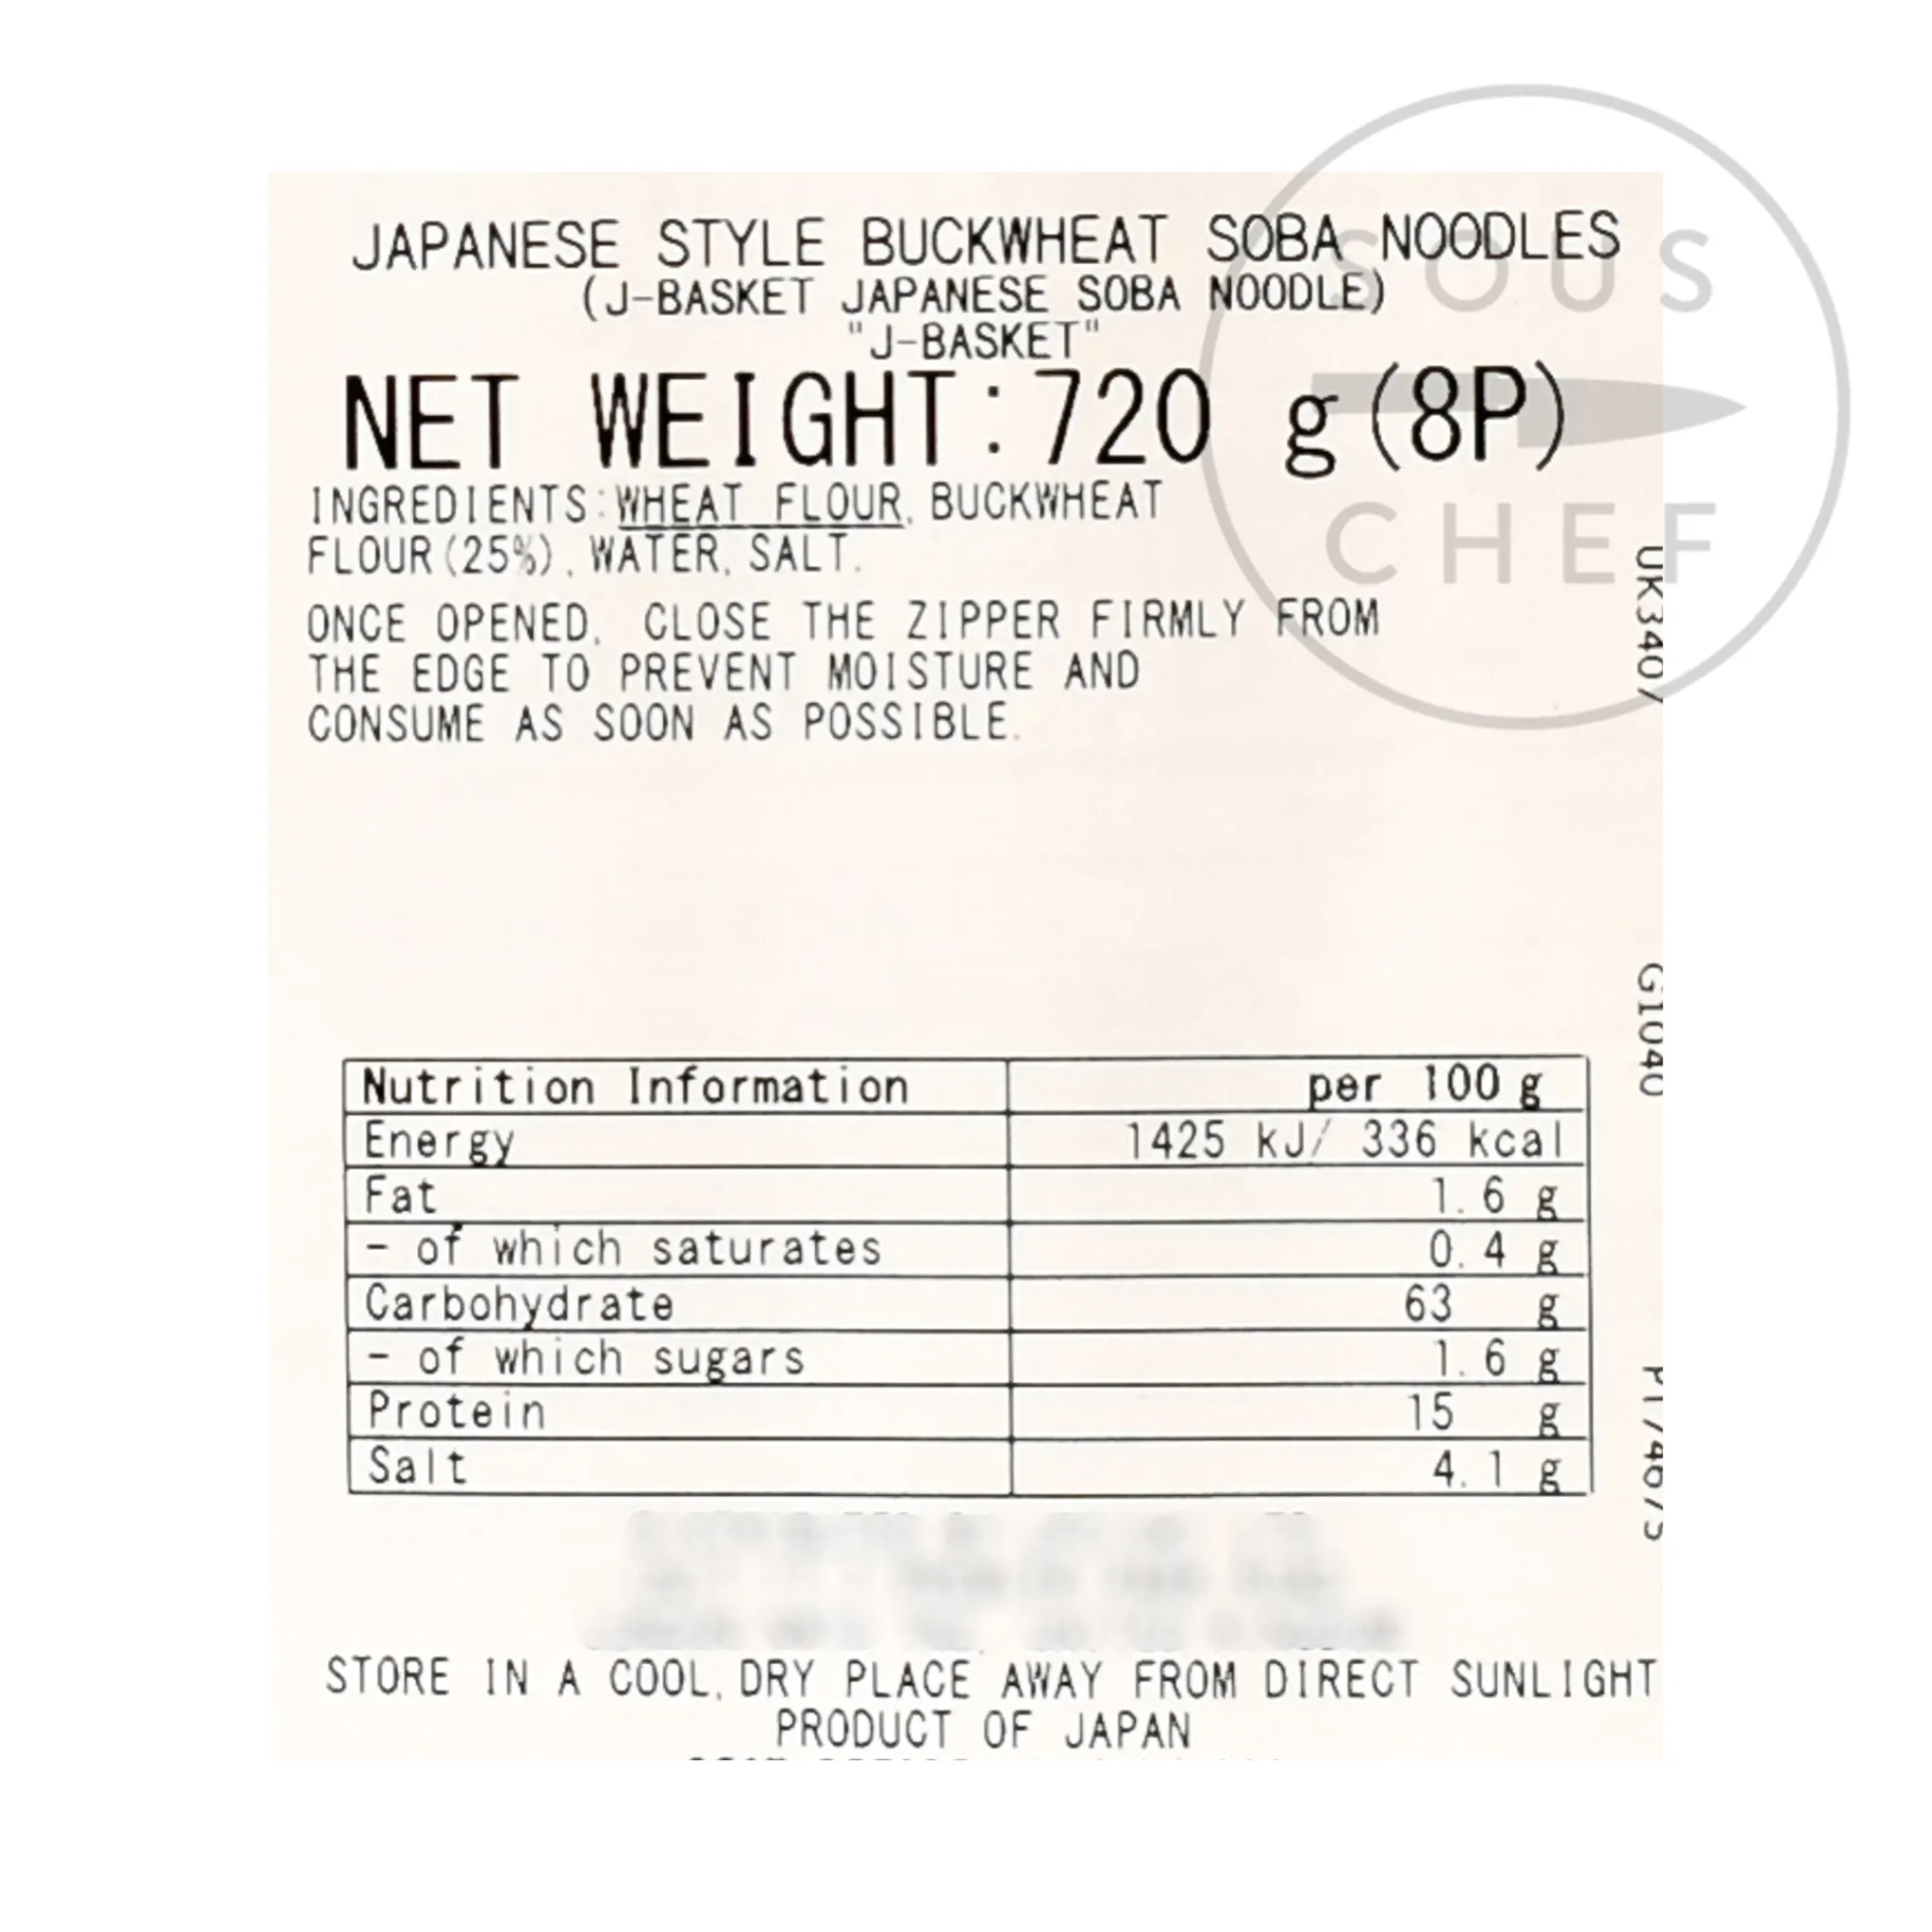 JAPANESE STYLE BUCKWHEAT SOBA NOODLES
(J-BASKET JAPANESE SOBA NOODLE)
"J-BASKET"
NET WEIGHT:720 g(8P)
INGREDIENTS:WHEAT FLOUR, BUCKWHEAT
FLOUR(25%), WATER, SALT.
ONCE OPENED, CLOSE THE ZIPPER FIRMLY FROM
THE EDGE TO PREVENT MOISTURE AND
CONSUME AS SOON AS POSSIBLE.
SOUS
CHEF
UK3407
G1040
Nutrition Information per 100 g
Energy 1425 kJ/ 336 kcal
Fat 1.6 g
- of which saturates 0.4 g
Carbohydrate 63 g
- of which sugars 1.6 g
Protein 15 g
Salt 4.1 g
STORE IN A COOL, DRY PLACE AWAY FROM DIRECT SUNLIGHT
PRODUCT OF JAPAN